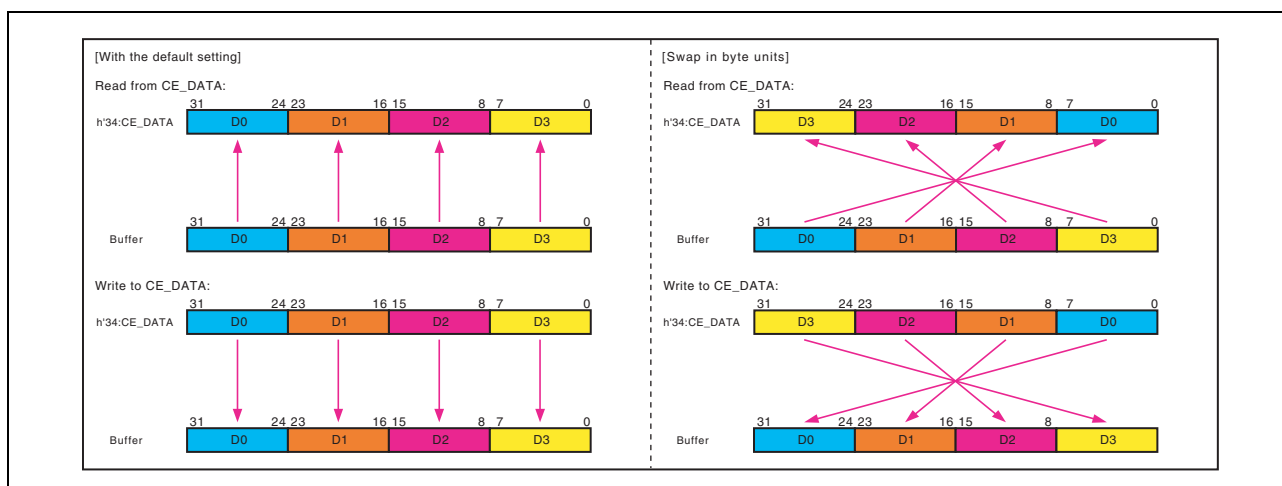 [With the default setting]
Read from CE_DATA:
31 24 23 16 15 8 7 0
h'34:CE_DATA D0 D1 D2 D3
31 24 23 16 15 8 7 0
Buffer D0 D1 D2 D3
Write to CE_DATA:
31 24 23 16 15 8 7 0
h'34:CE_DATA D0 D1 D2 D3
31 24 23 16 15 8 7 0
Buffer D0 D1 D2 D3
[Swap in byte units]
Read from CE_DATA:
31 24 23 16 15 8 7 0
h'34:CE_DATA D3 D2 D1 D0
31 24 23 16 15 8 7 0
Buffer D0 D1 D2 D3
Write to CE_DATA:
31 24 23 16 15 8 7 0
h'34:CE_DATA D3 D2 D1 D0
31 24 23 16 15 8 7 0
Buffer D0 D1 D2 D3